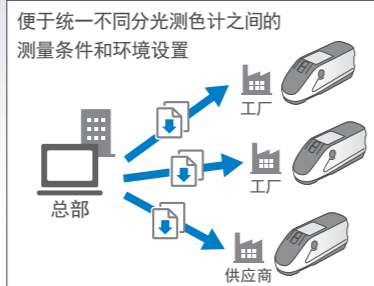 便于统一不同分光测色计之间的
测量条件和环境设置
工厂
工厂
总部
供应商